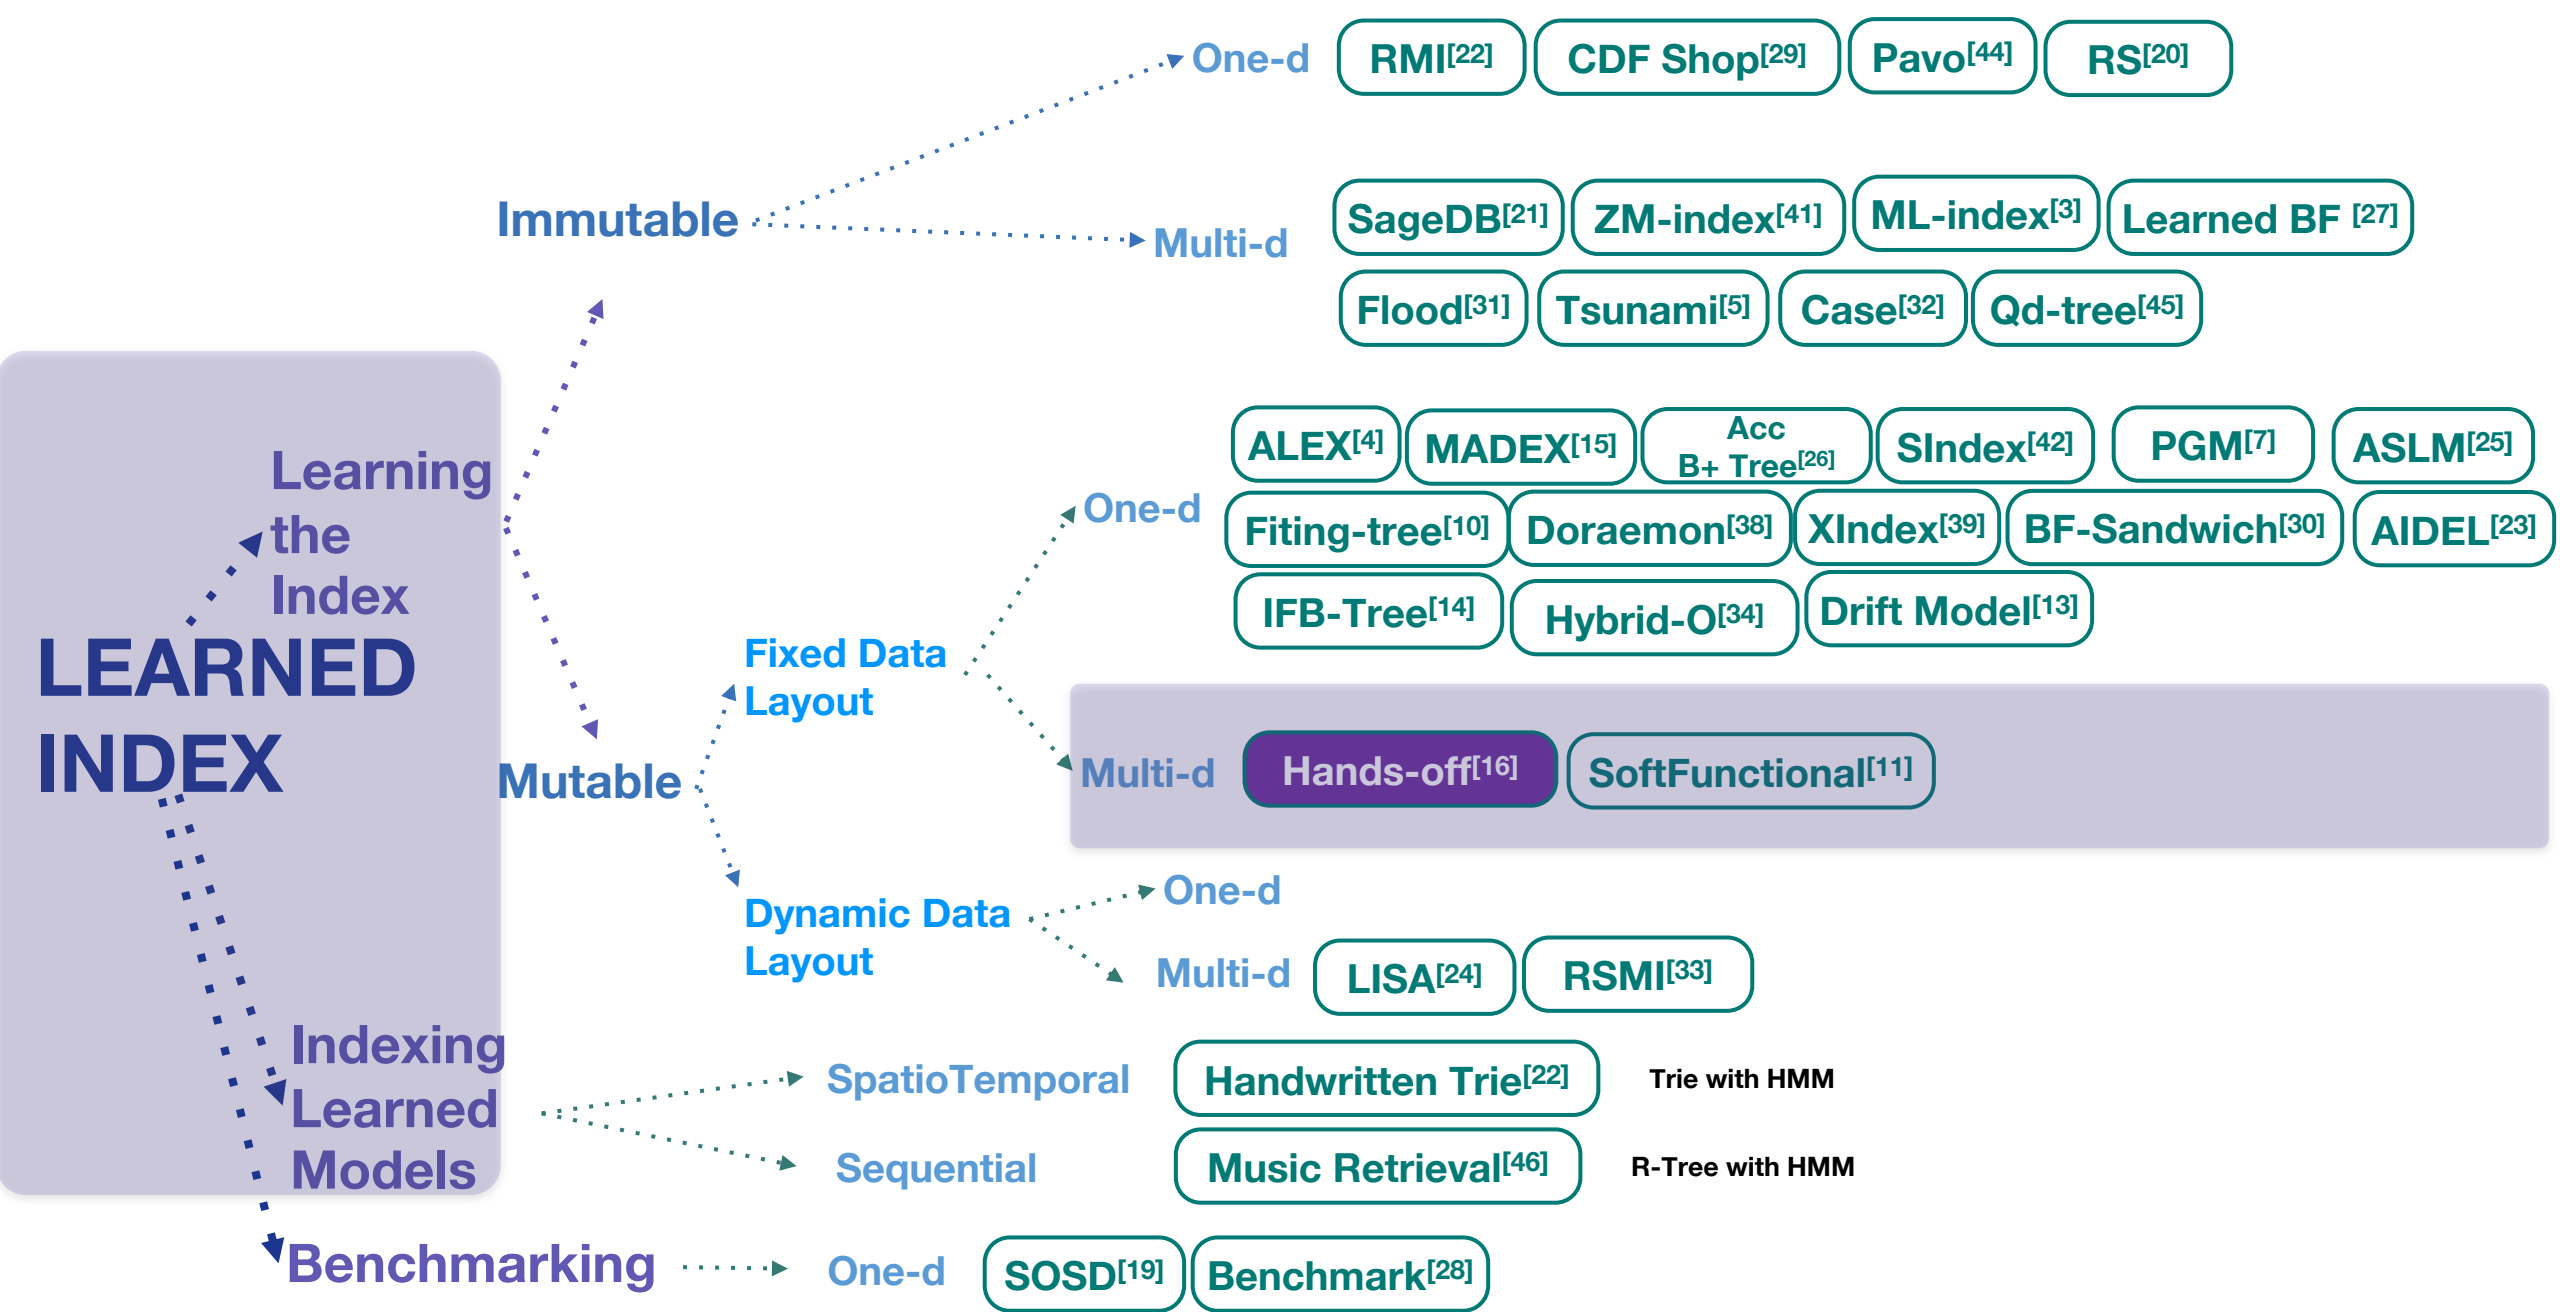 One-d RMI[22] CDF Shop[29] Pavo[44] RS[20]
Immutable
Multi-d SageDB[21] ZM-index[41] ML-index[3] Learned BF [27]
Flood[31] Tsunami[5] Case[32] Qd-tree[45]
Learning
the
Index
LEARNED
INDEX
One-d ALEX[4] MADEX[15] Acc
B+ Tree[26] SIndex[42] PGM[7] ASLM[25]
Fiting-tree[10] Doraemon[38] XIndex[39] BF-Sandwich[30] AIDEL[23]
IFB-Tree[14] Hybrid-O[34] Drift Model[13]
Fixed Data
Layout
Mutable
Multi-d Hands-off[16] SoftFunctional[11]
One-d
Dynamic Data
Layout
Multi-d LISA[24] RSMI[33]
Indexing
Learned
Models
SpatioTemporal Handwritten Trie[22] Trie with HMM
Sequential Music Retrieval[46] R-Tree with HMM
Benchmarking One-d SOSD[19] Benchmark[28]